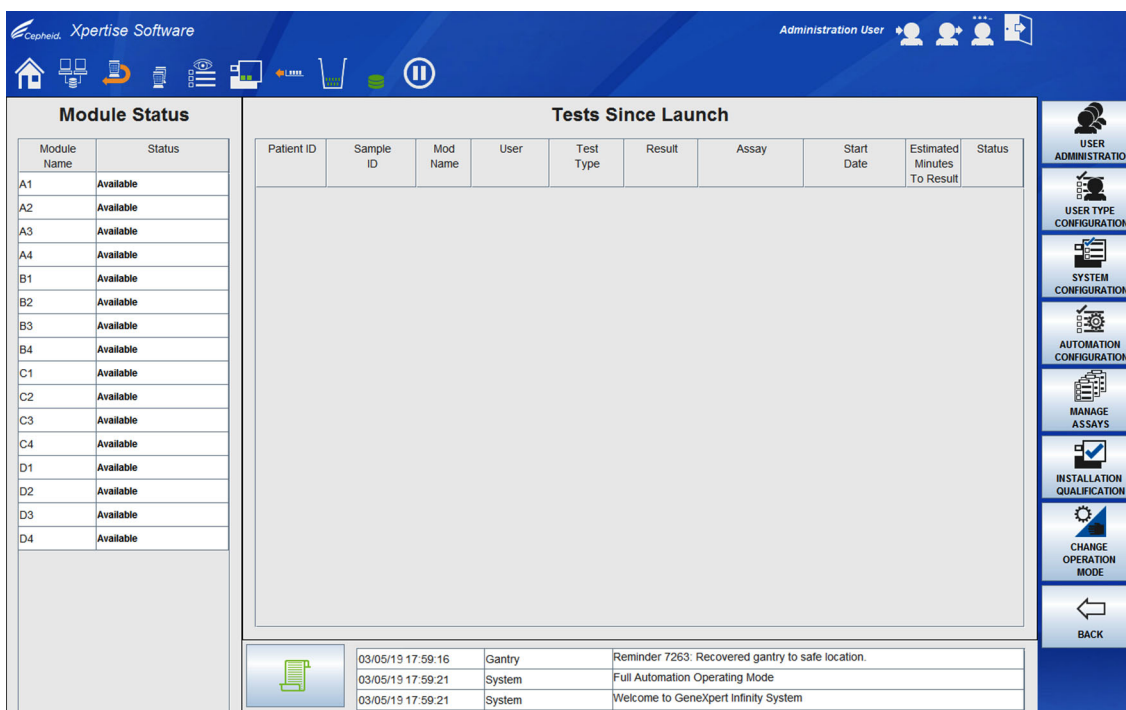 Cepheid. Xpertise Software
Administration User
Module Status
Tests Since Launch
Module Name
Status
Patient ID
Sample ID
Mod Name
User
Test Type
Result
Assay
Start Date
Estimated Minutes To Result
Status
A1 Available
A2 Available
A3 Available
A4 Available
B1 Available
B2 Available
B3 Available
B4 Available
C1 Available
C2 Available
C3 Available
C4 Available
D1 Available
D2 Available
D3 Available
D4 Available
USER
ADMINISTRATIO
USER TYPE
CONFIGURATION
SYSTEM
CONFIGURATION
AUTOMATION
CONFIGURATION
MANAGE
ASSAYS
INSTALLATION
QUALIFICATION
CHANGE
OPERATION
MODE
BACK
03/05/19 17:59:16 Gantry Reminder 7263: Recovered gantry to safe location.
03/05/19 17:59:21 System Full Automation Operating Mode
03/05/19 17:59:21 System Welcome to GeneXpert Infinity System